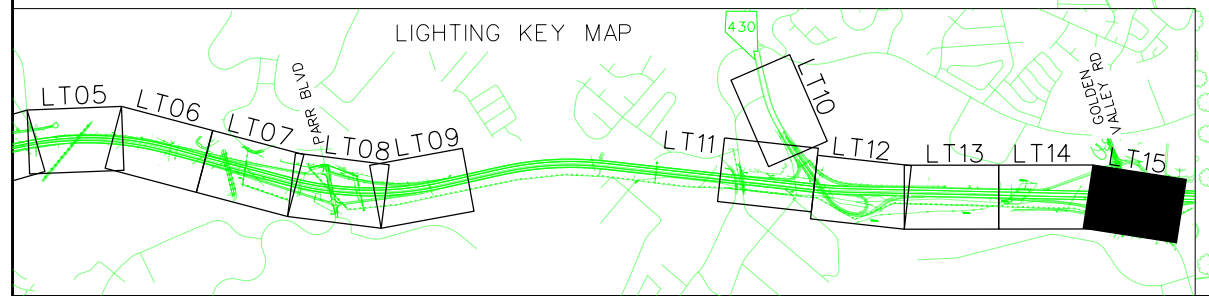 LIGHTING KEY MAP
430
LT05
LT06
LT07
PARR BLVD
LT08
LT09
LT10
LT11
LT12
LT13
LT14
GOLDEN
VALLEY RD
LT15